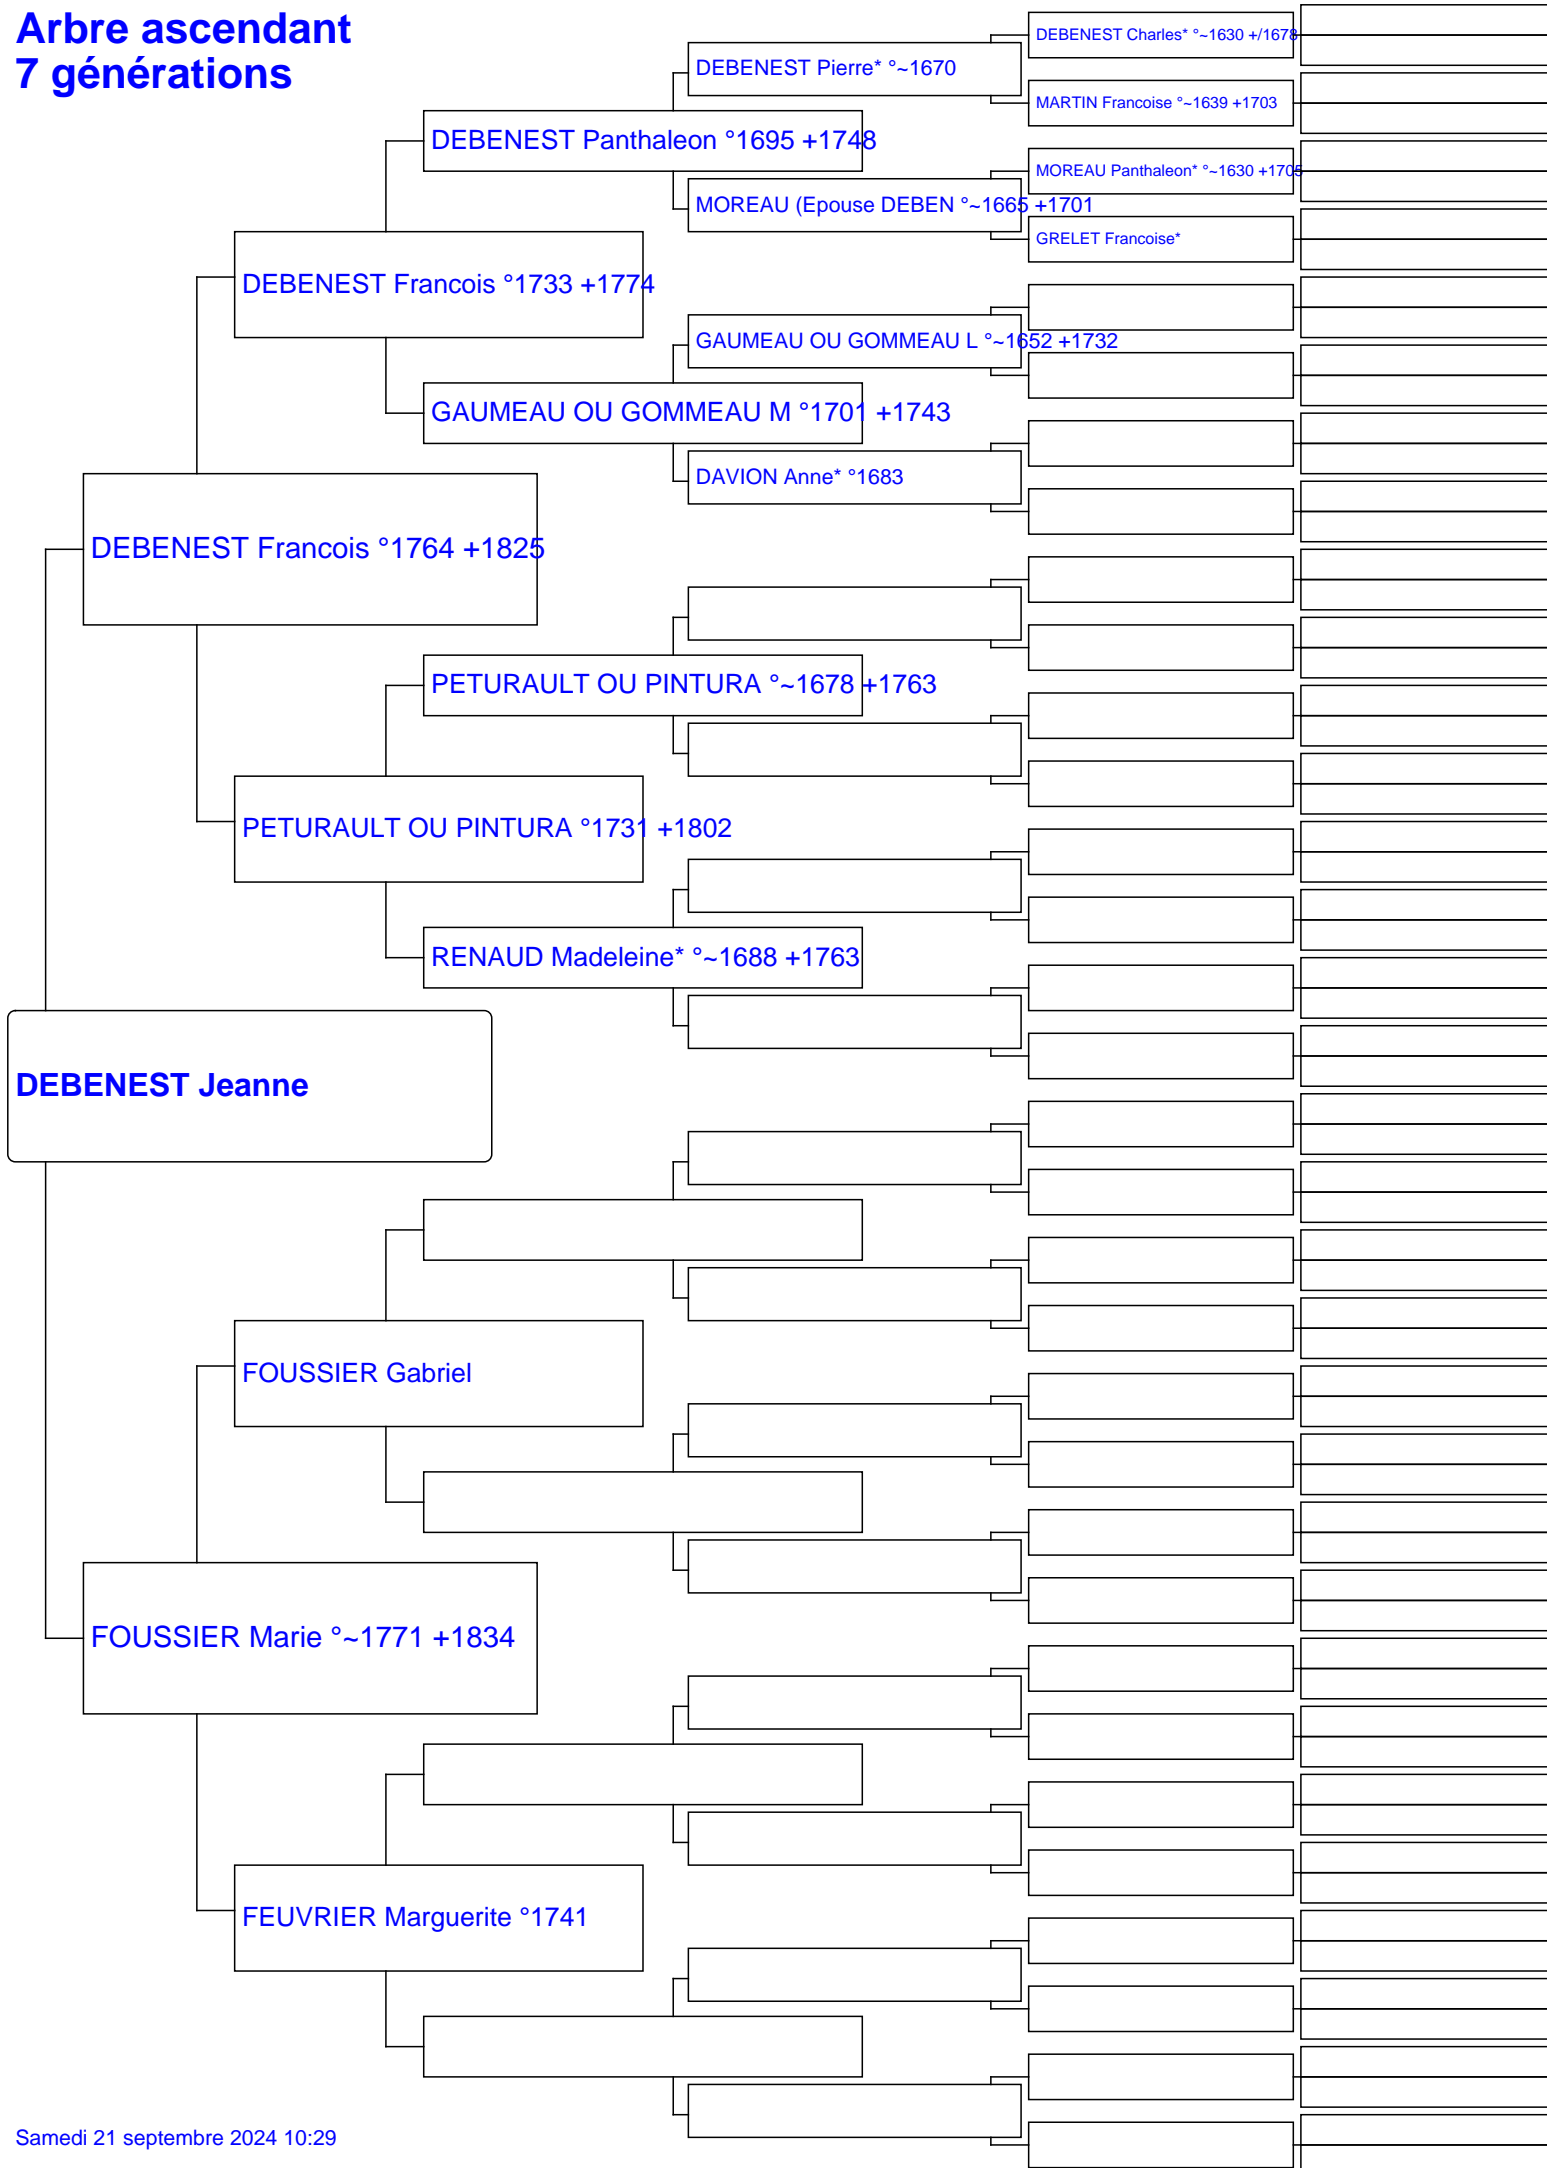 Arbre ascendant
7 générations
DEBENEST Charles* °~1630 +/1678
DEBENEST Pierre* °~1670
MARTIN Francoise °~1639 +1703
DEBENEST Panthaleon °1695 +1748
MOREAU Panthaleon* °~1630 +1705
MOREAU (Epouse DEBEN °~1665 +1701
GRELET Francoise*
DEBENEST Francois °1733 +1774
GAUMEAU OU GOMMEAU L °~1652 +1732
GAUMEAU OU GOMMEAU M °1701 +1743
DAVION Anne* °1683
DEBENEST Francois °1764 +1825
PETURAULT OU PINTURA °~1678 +1763
PETURAULT OU PINTURA °1731 +1802
RENAUD Madeleine* °~1688 +1763
DEBENEST Jeanne
FOUSSIER Gabriel
FOUSSIER Marie °~1771 +1834
FEUVRIER Marguerite °1741
Samedi 21 septembre 2024 10:29